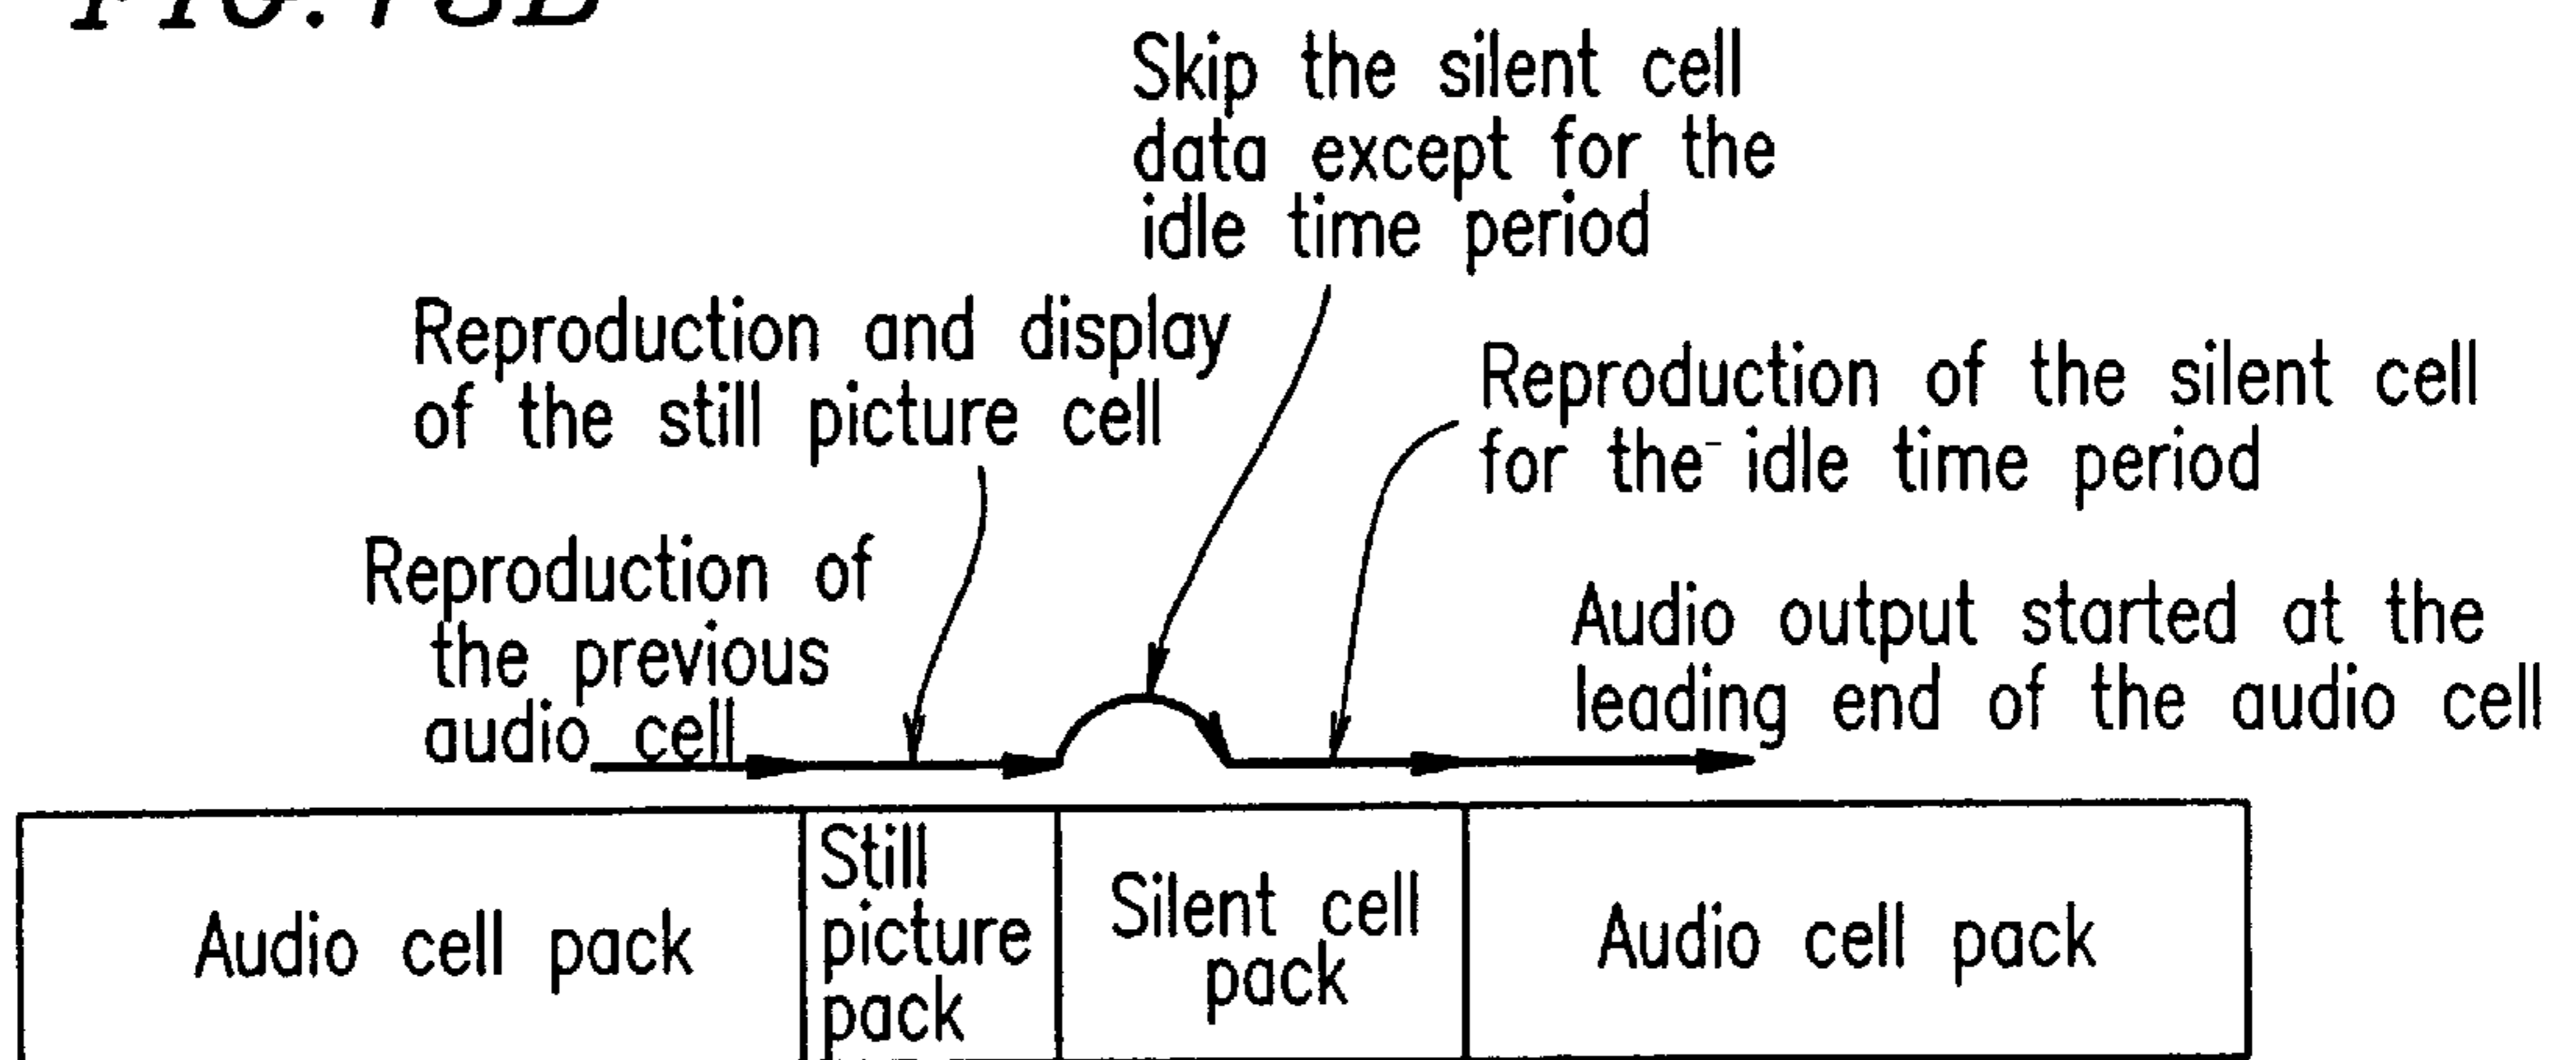 Skip the silent cell
data except for the
idle time period
Reproduction and display
of the still picture cell
Reproduction of the silent cell
for the idle time period
Reproduction of
the previous
audio cell
Audio output started at the
leading end of the audio cell
Audio cell pack
Still
picture
pack
Silent cell
pack
Audio cell pack